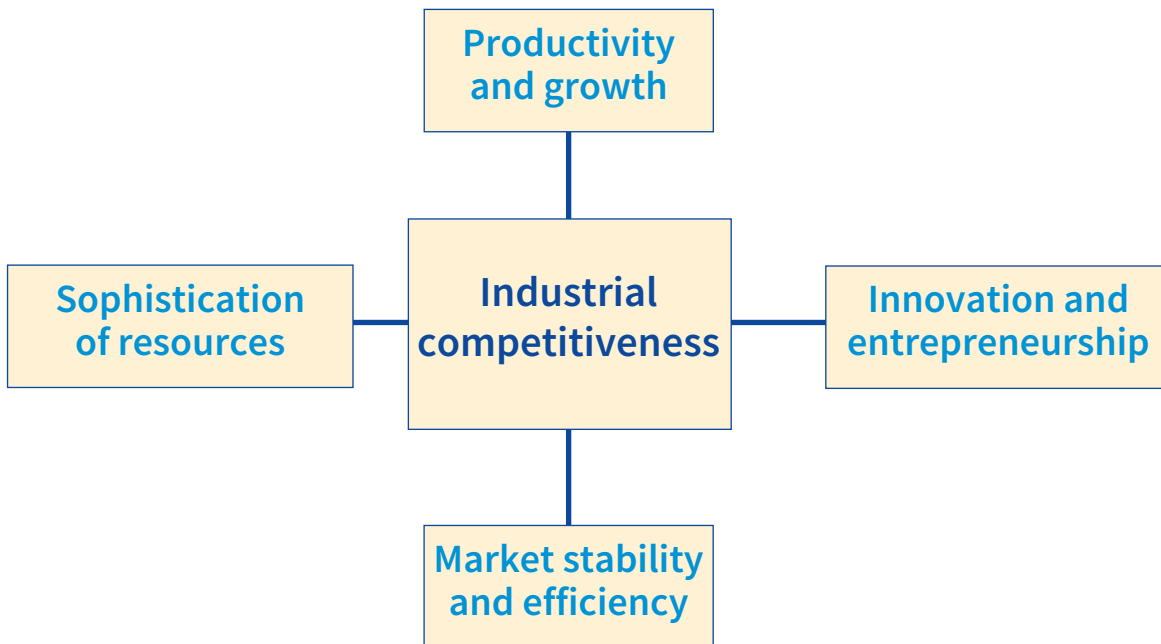 Productivity
and growth
Sophistication
of resources
Industrial
competitiveness
Innovation and
entrepreneurship
Market stability
and efficiency